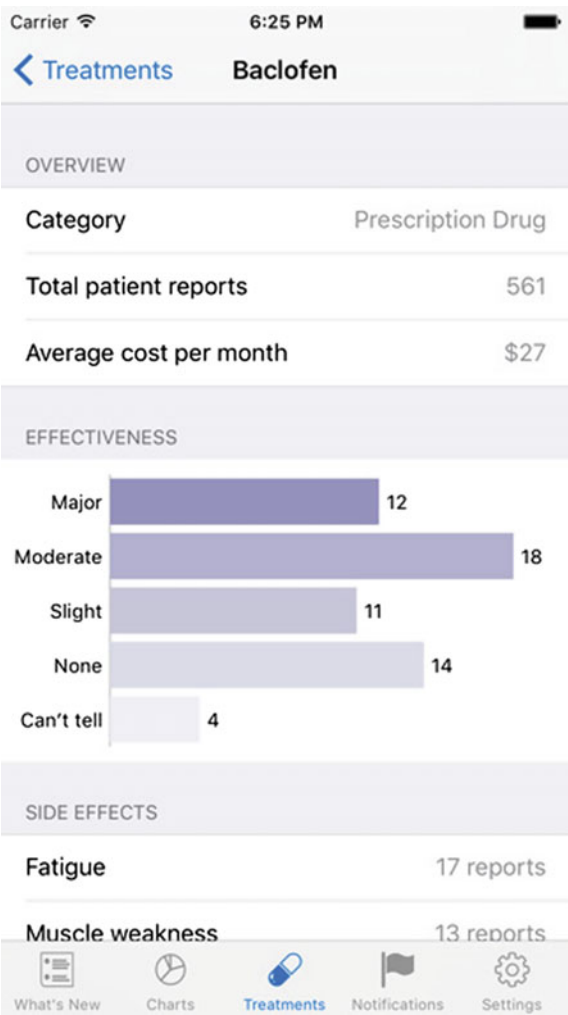 Carrier 6:25 PM
Treatments Baclofen
OVERVIEW
Category Prescription Drug
Total patient reports 561
Average cost per month $27
EFFECTIVENESS
Major 12
Moderate 18
Slight 11
None 14
Can't tell 4
SIDE EFFECTS
Fatigue 17 reports
Muscle weakness 13 reports
What's New Charts Treatments Notifications Settings